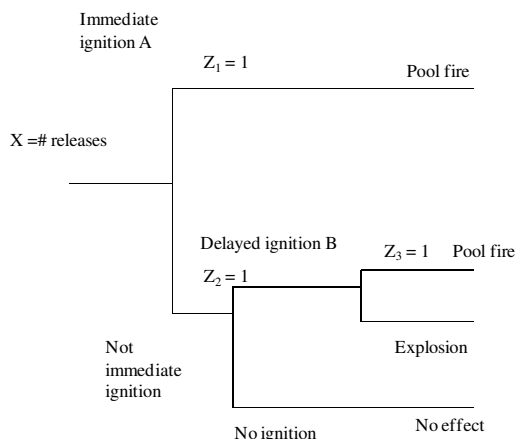 Immediate
ignition A
Z1 = 1
Pool fire
X =# releases
Delayed ignition B
Z3 = 1
Pool fire
Z2 = 1
Explosion
Not
immediate
ignition
No ignition
No effect